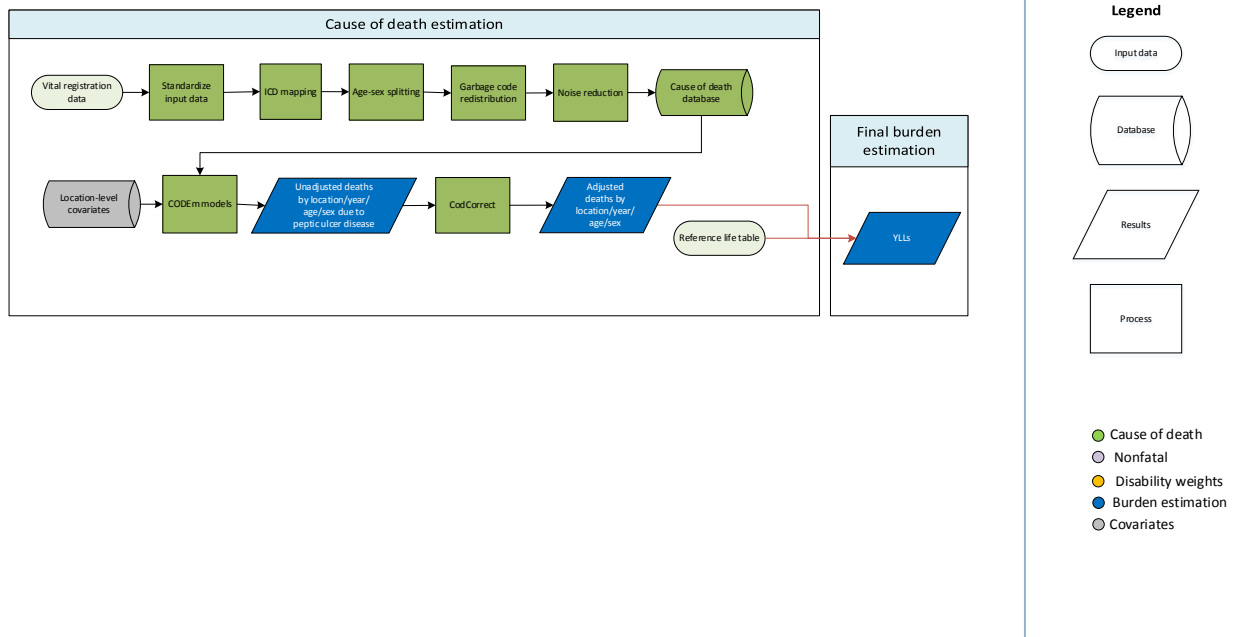 Cause of death estimation
Vital registration
data
Standardize
input data
ICD mapping
Age-sex splitting
Garbage code
redistribution
Noise reduction
Cause of death
database
Location-level
covariates
CODEm models
Unadjusted deaths
by location/year/
age/sex due to
peptic ulcer disease
CodCorrect
Adjusted
deaths by
location/year/
age/sex
Reference life table
Final burden
estimation
YLLs
Legend
Input data
Database
Results
Process
Cause of death
Nonfatal
Disability weights
Burden estimation
Covariates